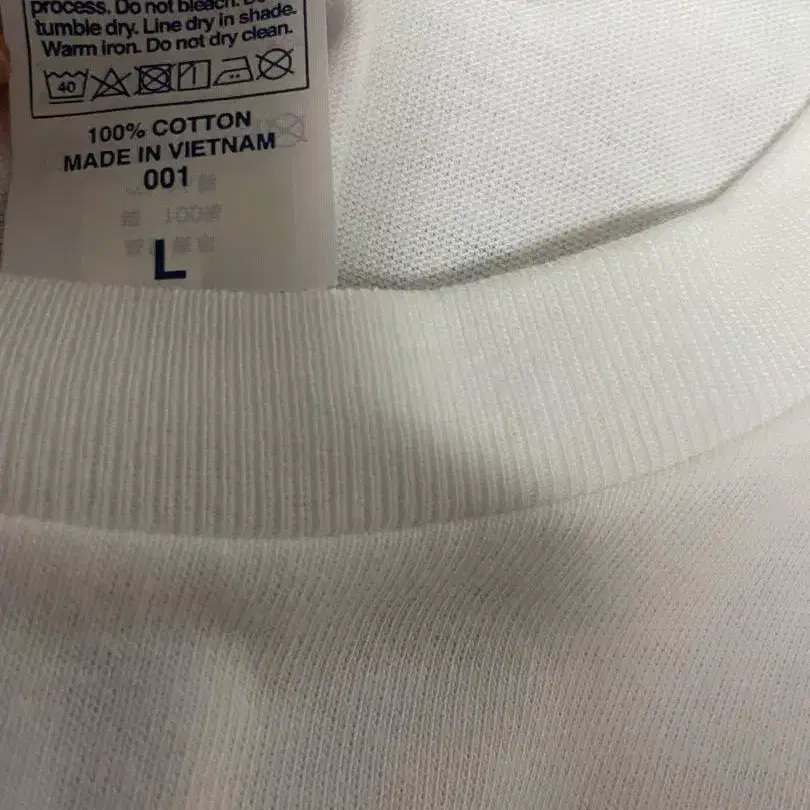 process. Do not bleach. Do
tumble dry. Line dry in shade.
Warm iron. Do not dry clean.
40
100% COTTON
MADE IN VIETNAM
001
L